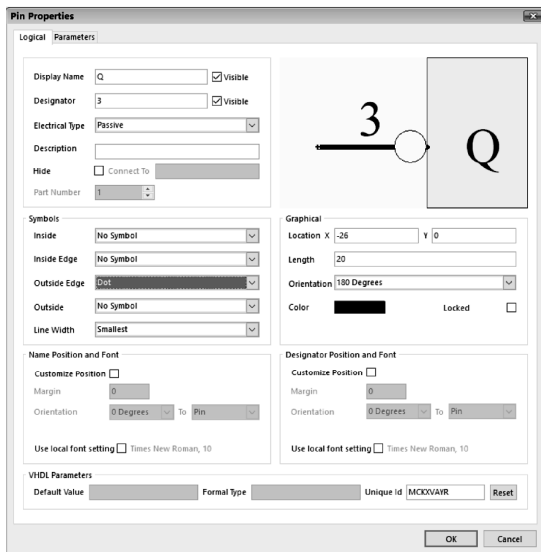 Pin Properties
Logical Parameters
Display Name Q Visible
Designator 3 Visible
Electrical Type Passive
Description
Hide Connect To
Part Number 1
3 Q
Symbols
Inside No Symbol
Inside Edge No Symbol
Outside Edge Dot
Outside No Symbol
Line Width Smallest
Graphical
Location X -26 Y 0
Length 20
Orientation 180 Degrees
Color Locked
Name Position and Font
Customize Position
Margin 0
Orientation 0 Degrees To Pin
Use local font setting Times New Roman, 10
Designator Position and Font
Customize Position
Margin 0
Orientation 0 Degrees To Pin
Use local font setting Times New Roman, 10
VHDL Parameters
Default Value Formal Type Unique Id MCKXVAYR Reset
OK Cancel